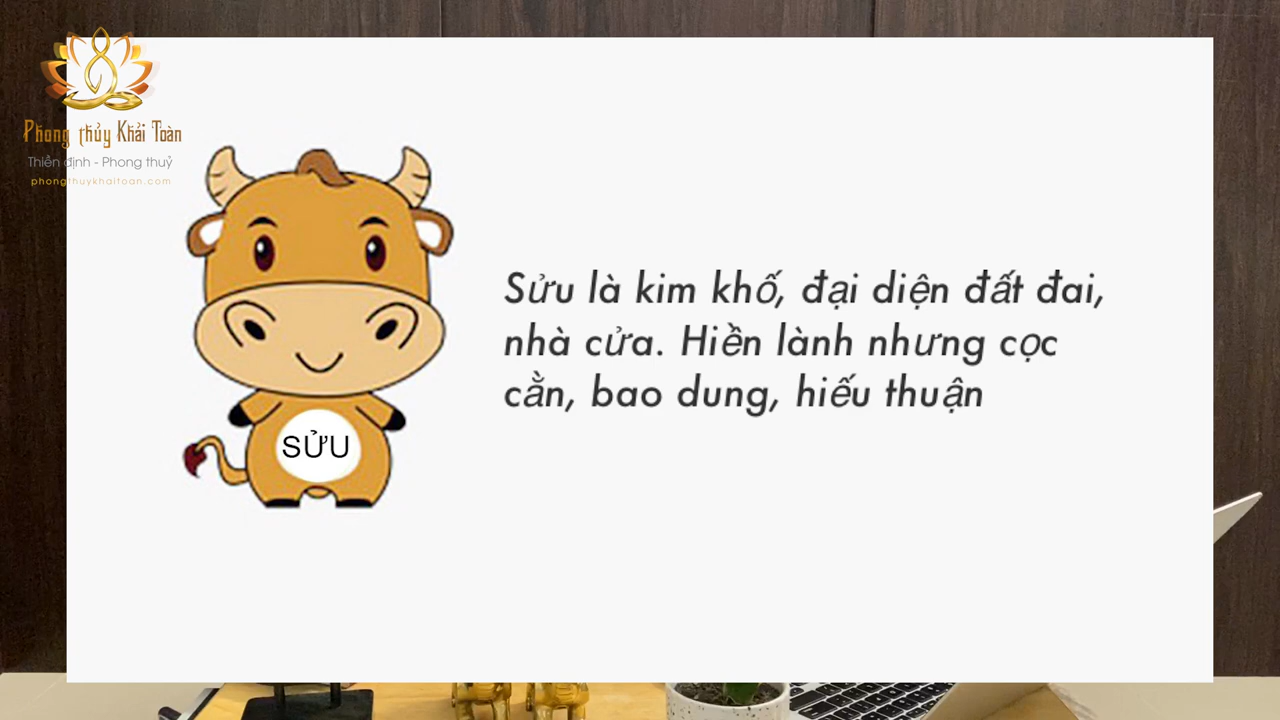 Phong thủy Khải Toàn
Thiền định - Phong thuỷ
phongthuykhaitoan.com
Sửu là kim khố, đại diện đất đai,
nhà cửa. Hiền lành nhưng cọc
cằn, bao dung, hiếu thuận
SỬU